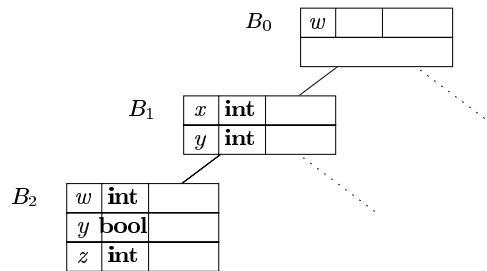 B₀ w
B₁ x int
y int
B₂ w int
y bool
z int